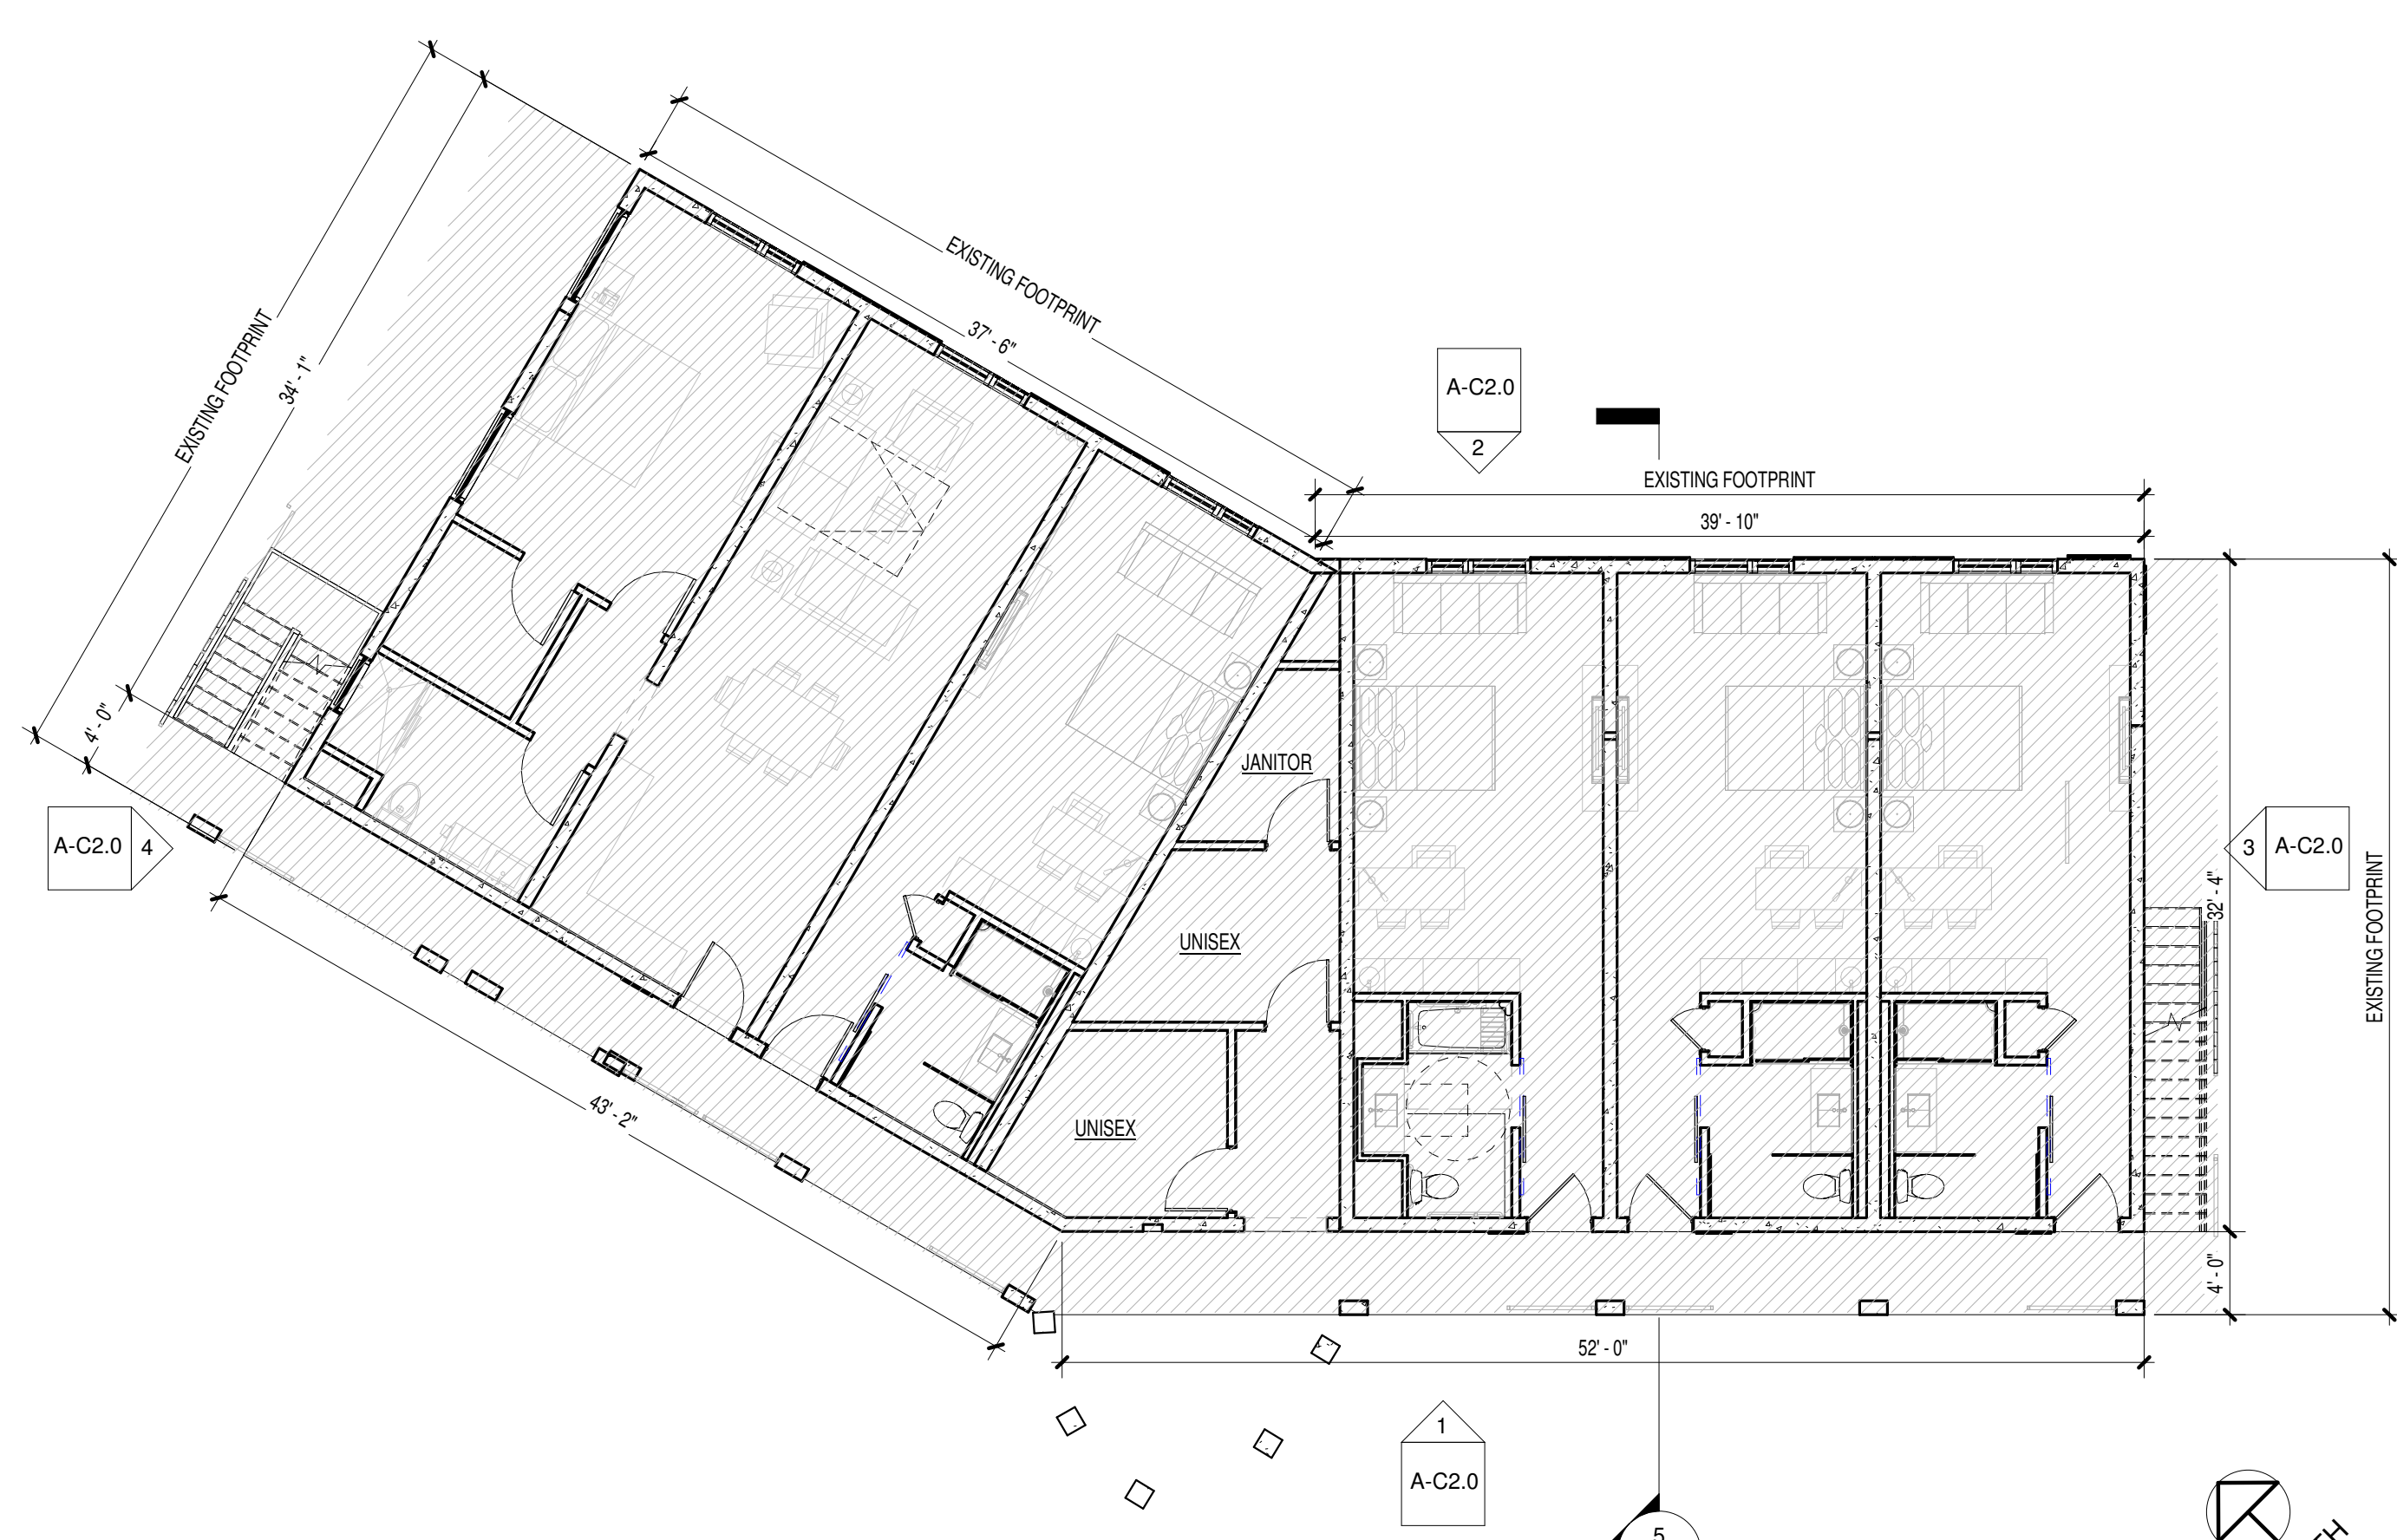 EXISTING FOOTPRINT
34' - 1"
4' - 0"
EXISTING FOOTPRINT
37' - 6"
A-C2.0
2
EXISTING FOOTPRINT
39' - 10"
JANITOR
UNISEX
UNISEX
A-C2.0
4
3
A-C2.0
32' - 4"
EXISTING FOOTPRINT
4' - 0"
43' - 2"
52' - 0"
1
A-C2.0
5